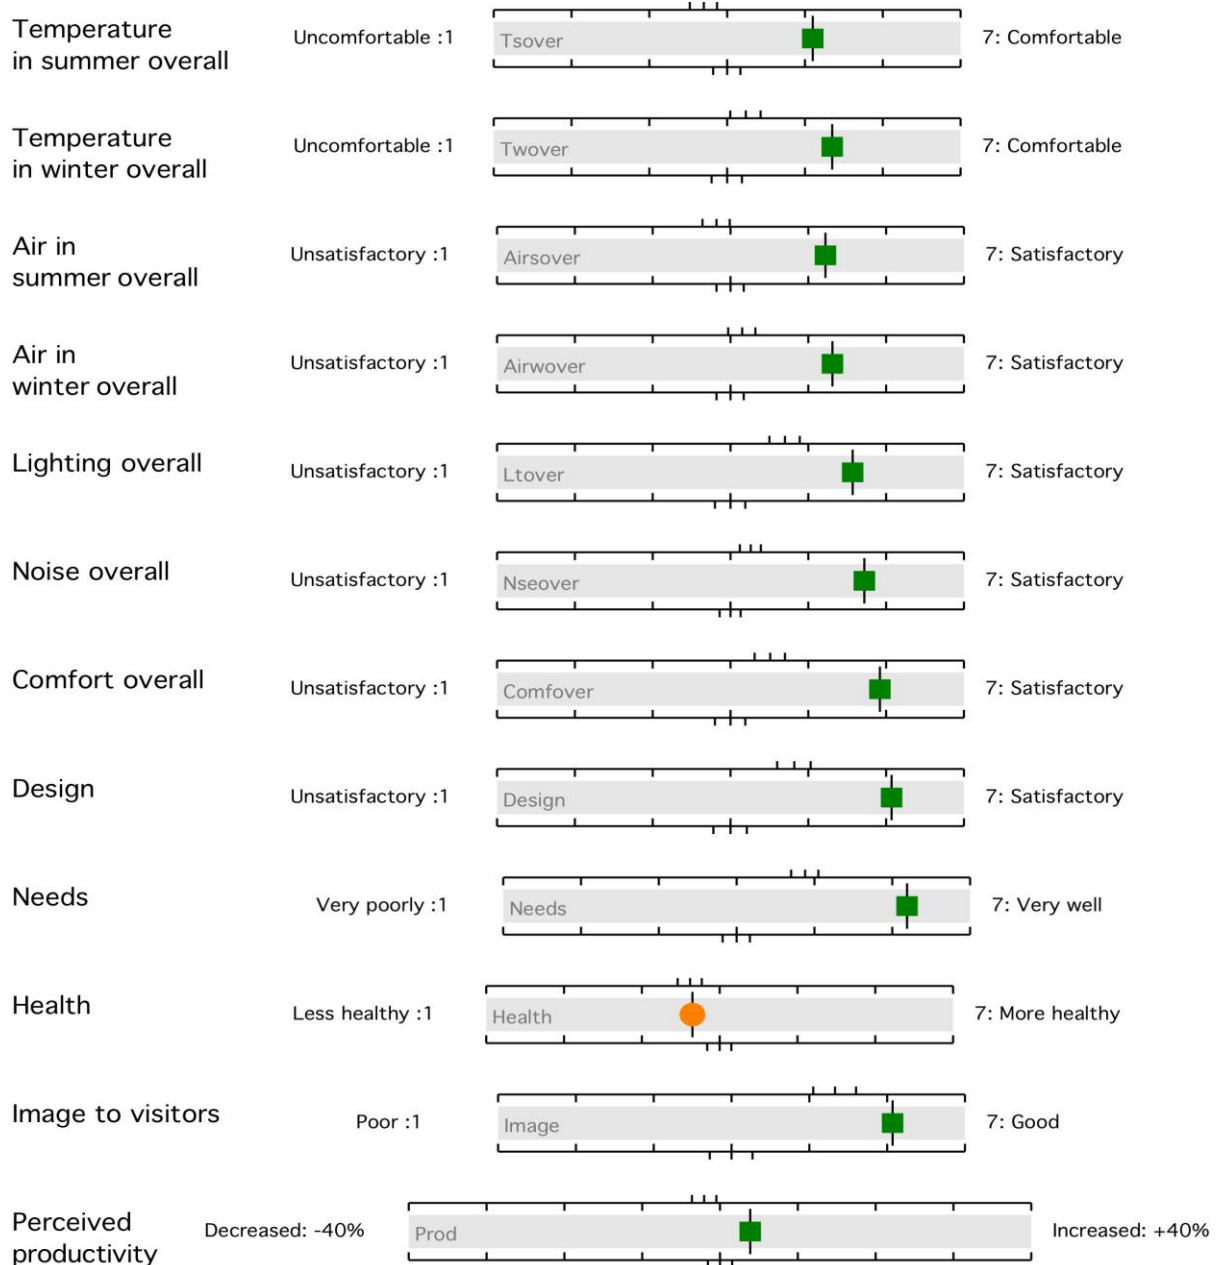 Temperature
in summer overall
Uncomfortable :1
Tsover
7: Comfortable
Temperature
in winter overall
Uncomfortable :1
Twover
7: Comfortable
Air in
summer overall
Unsatisfactory :1
Airsover
7: Satisfactory
Air in
winter overall
Unsatisfactory :1
Airwover
7: Satisfactory
Lighting overall
Unsatisfactory :1
Ltover
7: Satisfactory
Noise overall
Unsatisfactory :1
Nseover
7: Satisfactory
Comfort overall
Unsatisfactory :1
Comfover
7: Satisfactory
Design
Unsatisfactory :1
Design
7: Satisfactory
Needs
Very poorly :1
Needs
7: Very well
Health
Less healthy :1
Health
7: More healthy
Image to visitors
Poor :1
Image
7: Good
Perceived
productivity
Decreased: -40%
Prod
Increased: +40%